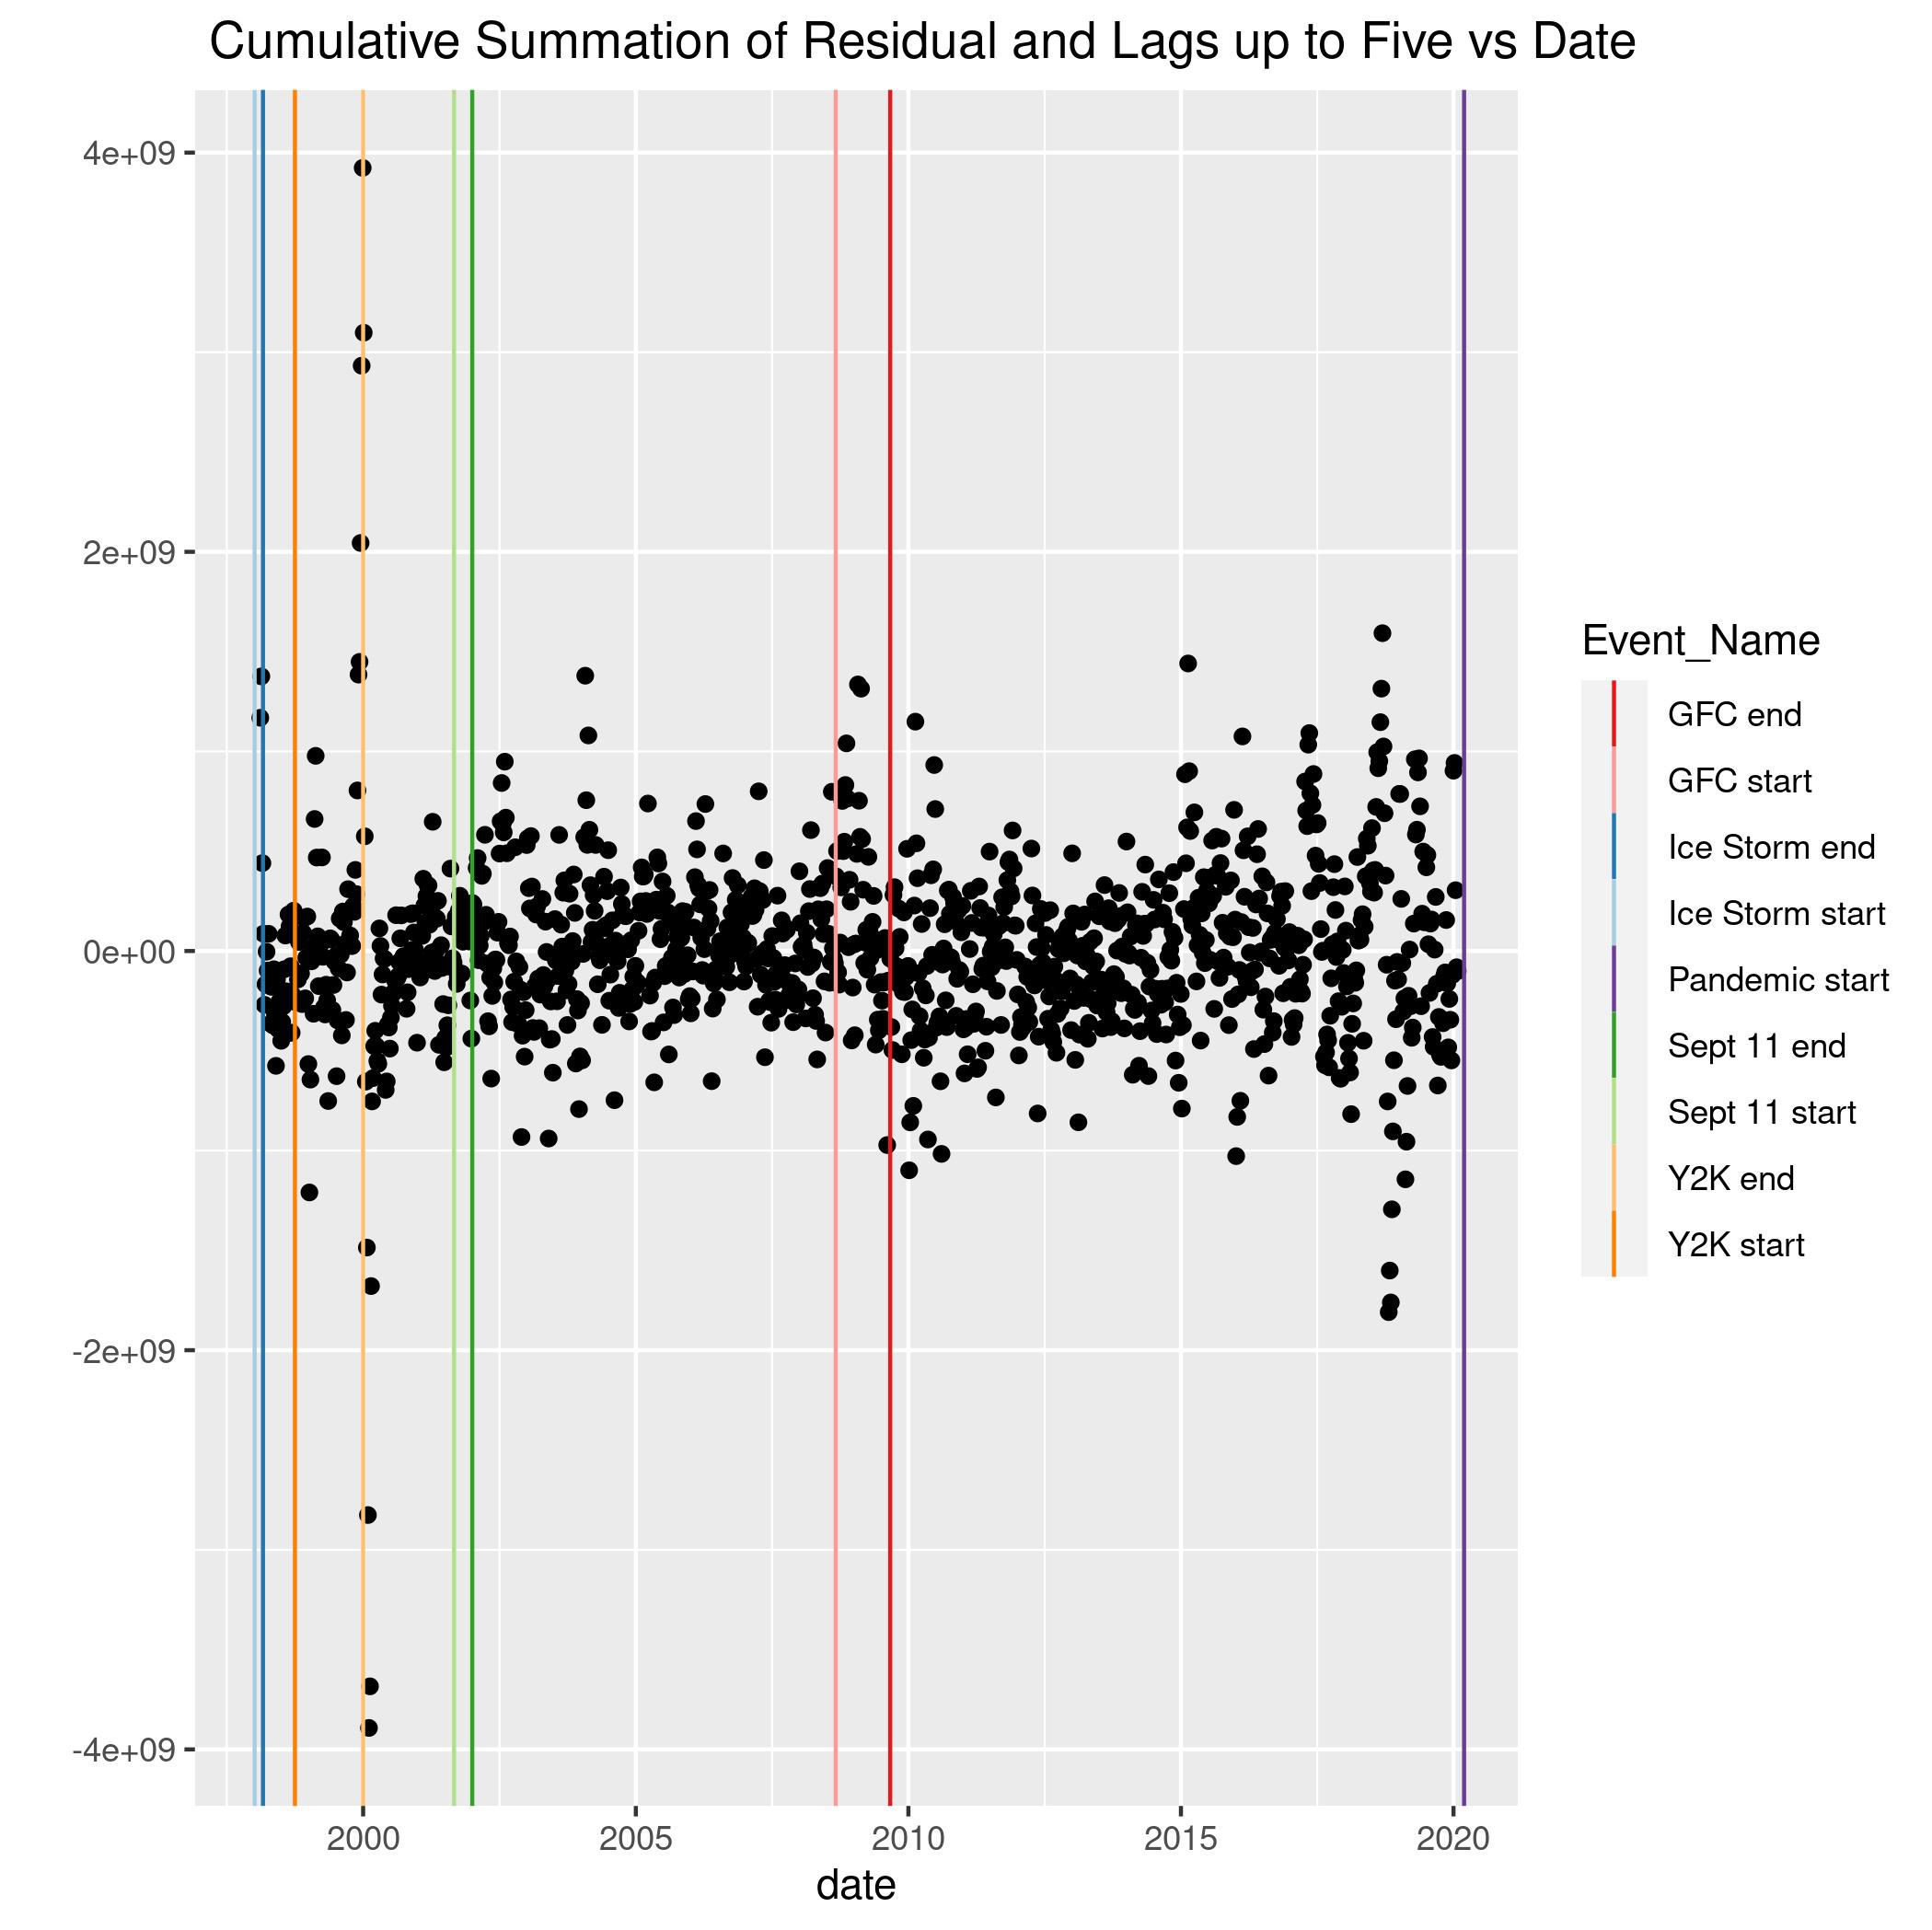 Cumulative Summation of Residual and Lags up to Five vs Date
4e+09
2e+09
0e+00
-2e+09
-4e+09
2000 2005 2010 2015 2020
date
Event_Name
GFC end
GFC start
Ice Storm end
Ice Storm start
Pandemic start
Sept 11 end
Sept 11 start
Y2K end
Y2K start